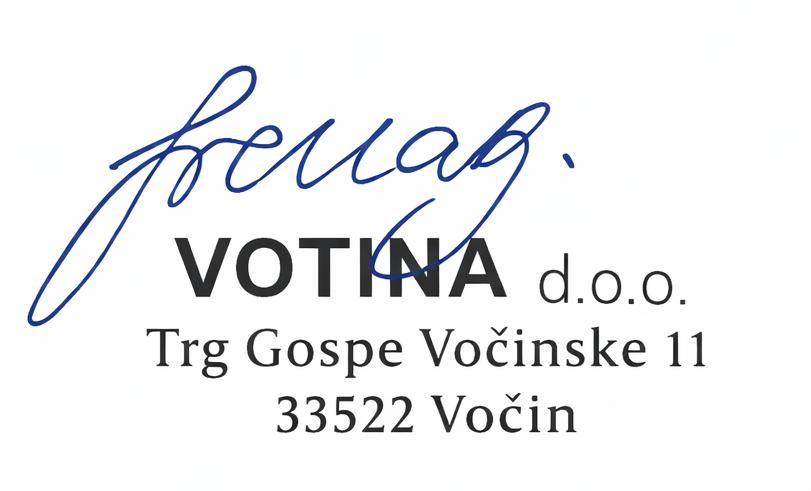 VOTINA d.o.o.
Trg Gospe Vočinske 11
33522 Vočin